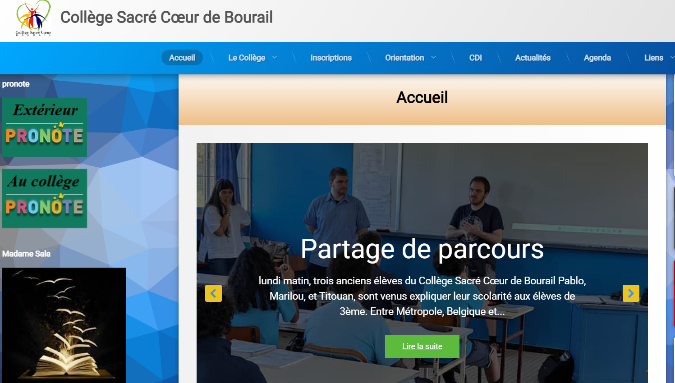 Collège Sacré Cœur de Bourail
Accueil
Le Collège
Inscriptions
Orientation
CDI
Actualités
Agenda
Liens
pronote
Extérieur
PRONOTE
Au collège
PRONOTE
Madame Sala
Accueil
Partage de parcours
lundi matin, trois anciens élèves du Collège Sacré Cœur de Bourail Pablo,
Marilou, et Titouan, sont venus expliquer leur scolarité aux élèves de
3ème. Entre Métropole, Belgique et...
Lire la suite